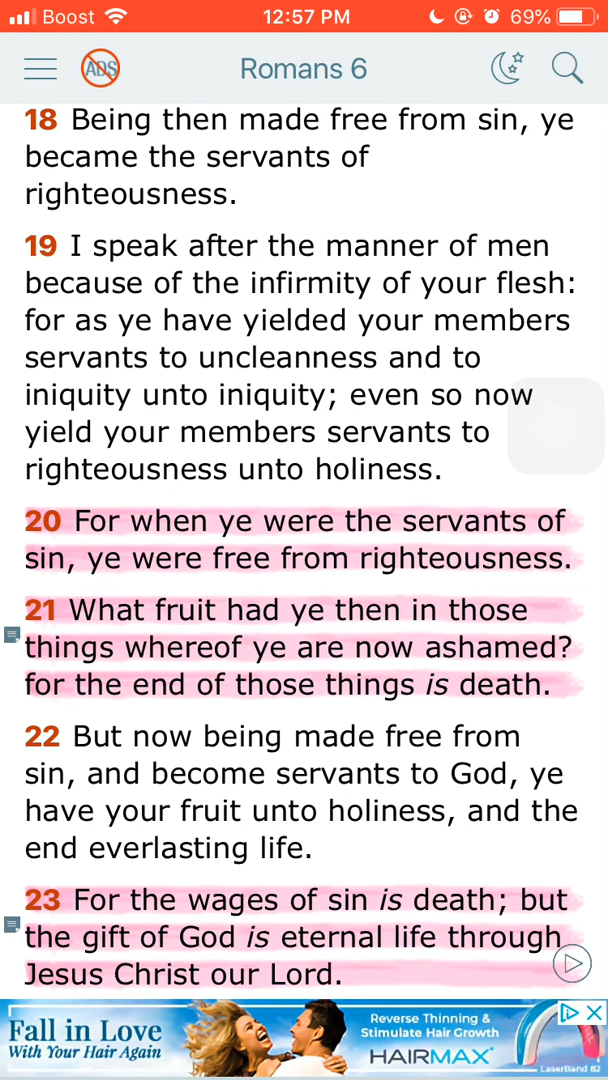 Boost 12:57 PM 69%
ADS Romans 6
18 Being then made free from sin, ye
became the servants of
righteousness.
19 I speak after the manner of men
because of the infirmity of your flesh:
for as ye have yielded your members
servants to uncleanness and to
iniquity unto iniquity; even so now
yield your members servants to
righteousness unto holiness.
20 For when ye were the servants of
sin, ye were free from righteousness.
21 What fruit had ye then in those
things whereof ye are now ashamed?
for the end of those things is death.
22 But now being made free from
sin, and become servants to God, ye
have your fruit unto holiness, and the
end everlasting life.
23 For the wages of sin is death; but
the gift of God is eternal life through
Jesus Christ our Lord.
Fall in Love
With Your Hair Again
Reverse Thinning &
Stimulate Hair Growth
HAIRMAX
LaserBand 82